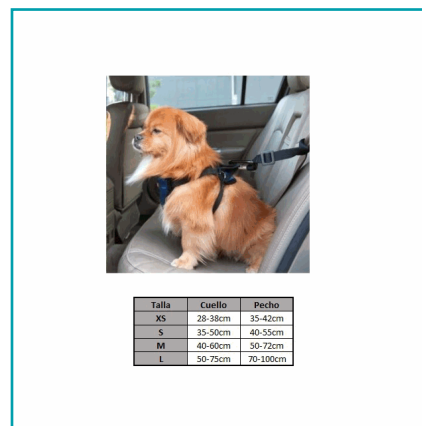 Talla Cuello Pecho
XS 28-38cm 35-42cm
S 35-50cm 40-55cm
M 40-60cm 50-72cm
L 50-75cm 70-100cm